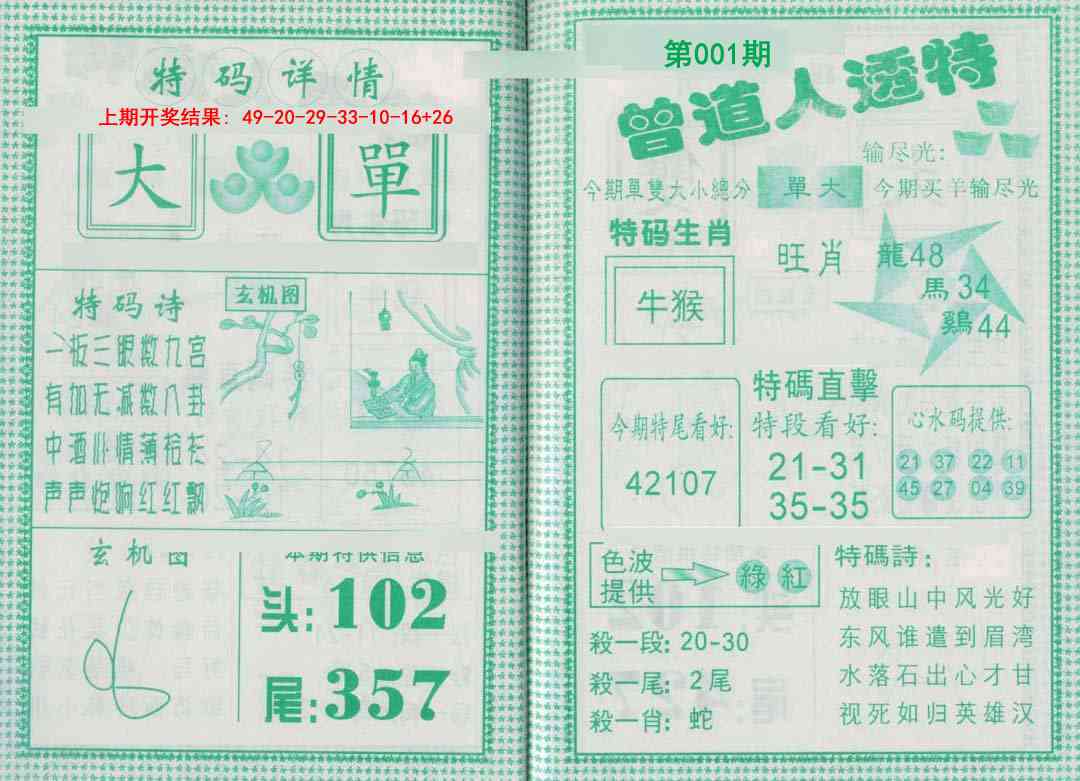 特码详情
上期开奖结果: 49-20-29-33-10-16+26
大 單
特码诗
一板三眼数九宫
有加无减数八卦
中酒心情薄裕衫
声声炮响红红飘
玄机图
玄机图
本期特供信息
头:102
尾:357
第001期
曾道人透特
输尽光:
今期單雙大小總分 單大 今期买羊输尽光
特码生肖
牛猴
旺肖
龍48
馬34
鷄44
今期特尾看好:
42107
特碼直擊
特段看好:
21-31
35-35
心水码提供:
21 37 22 11
45 27 04 39
色波
提供
綠 紅
殺一段: 20-30
殺一尾: 2尾
殺一肖: 蛇
特碼詩:
放眼山中风光好
东风谁遣到眉湾
水落石出心才甘
视死如归英雄汉